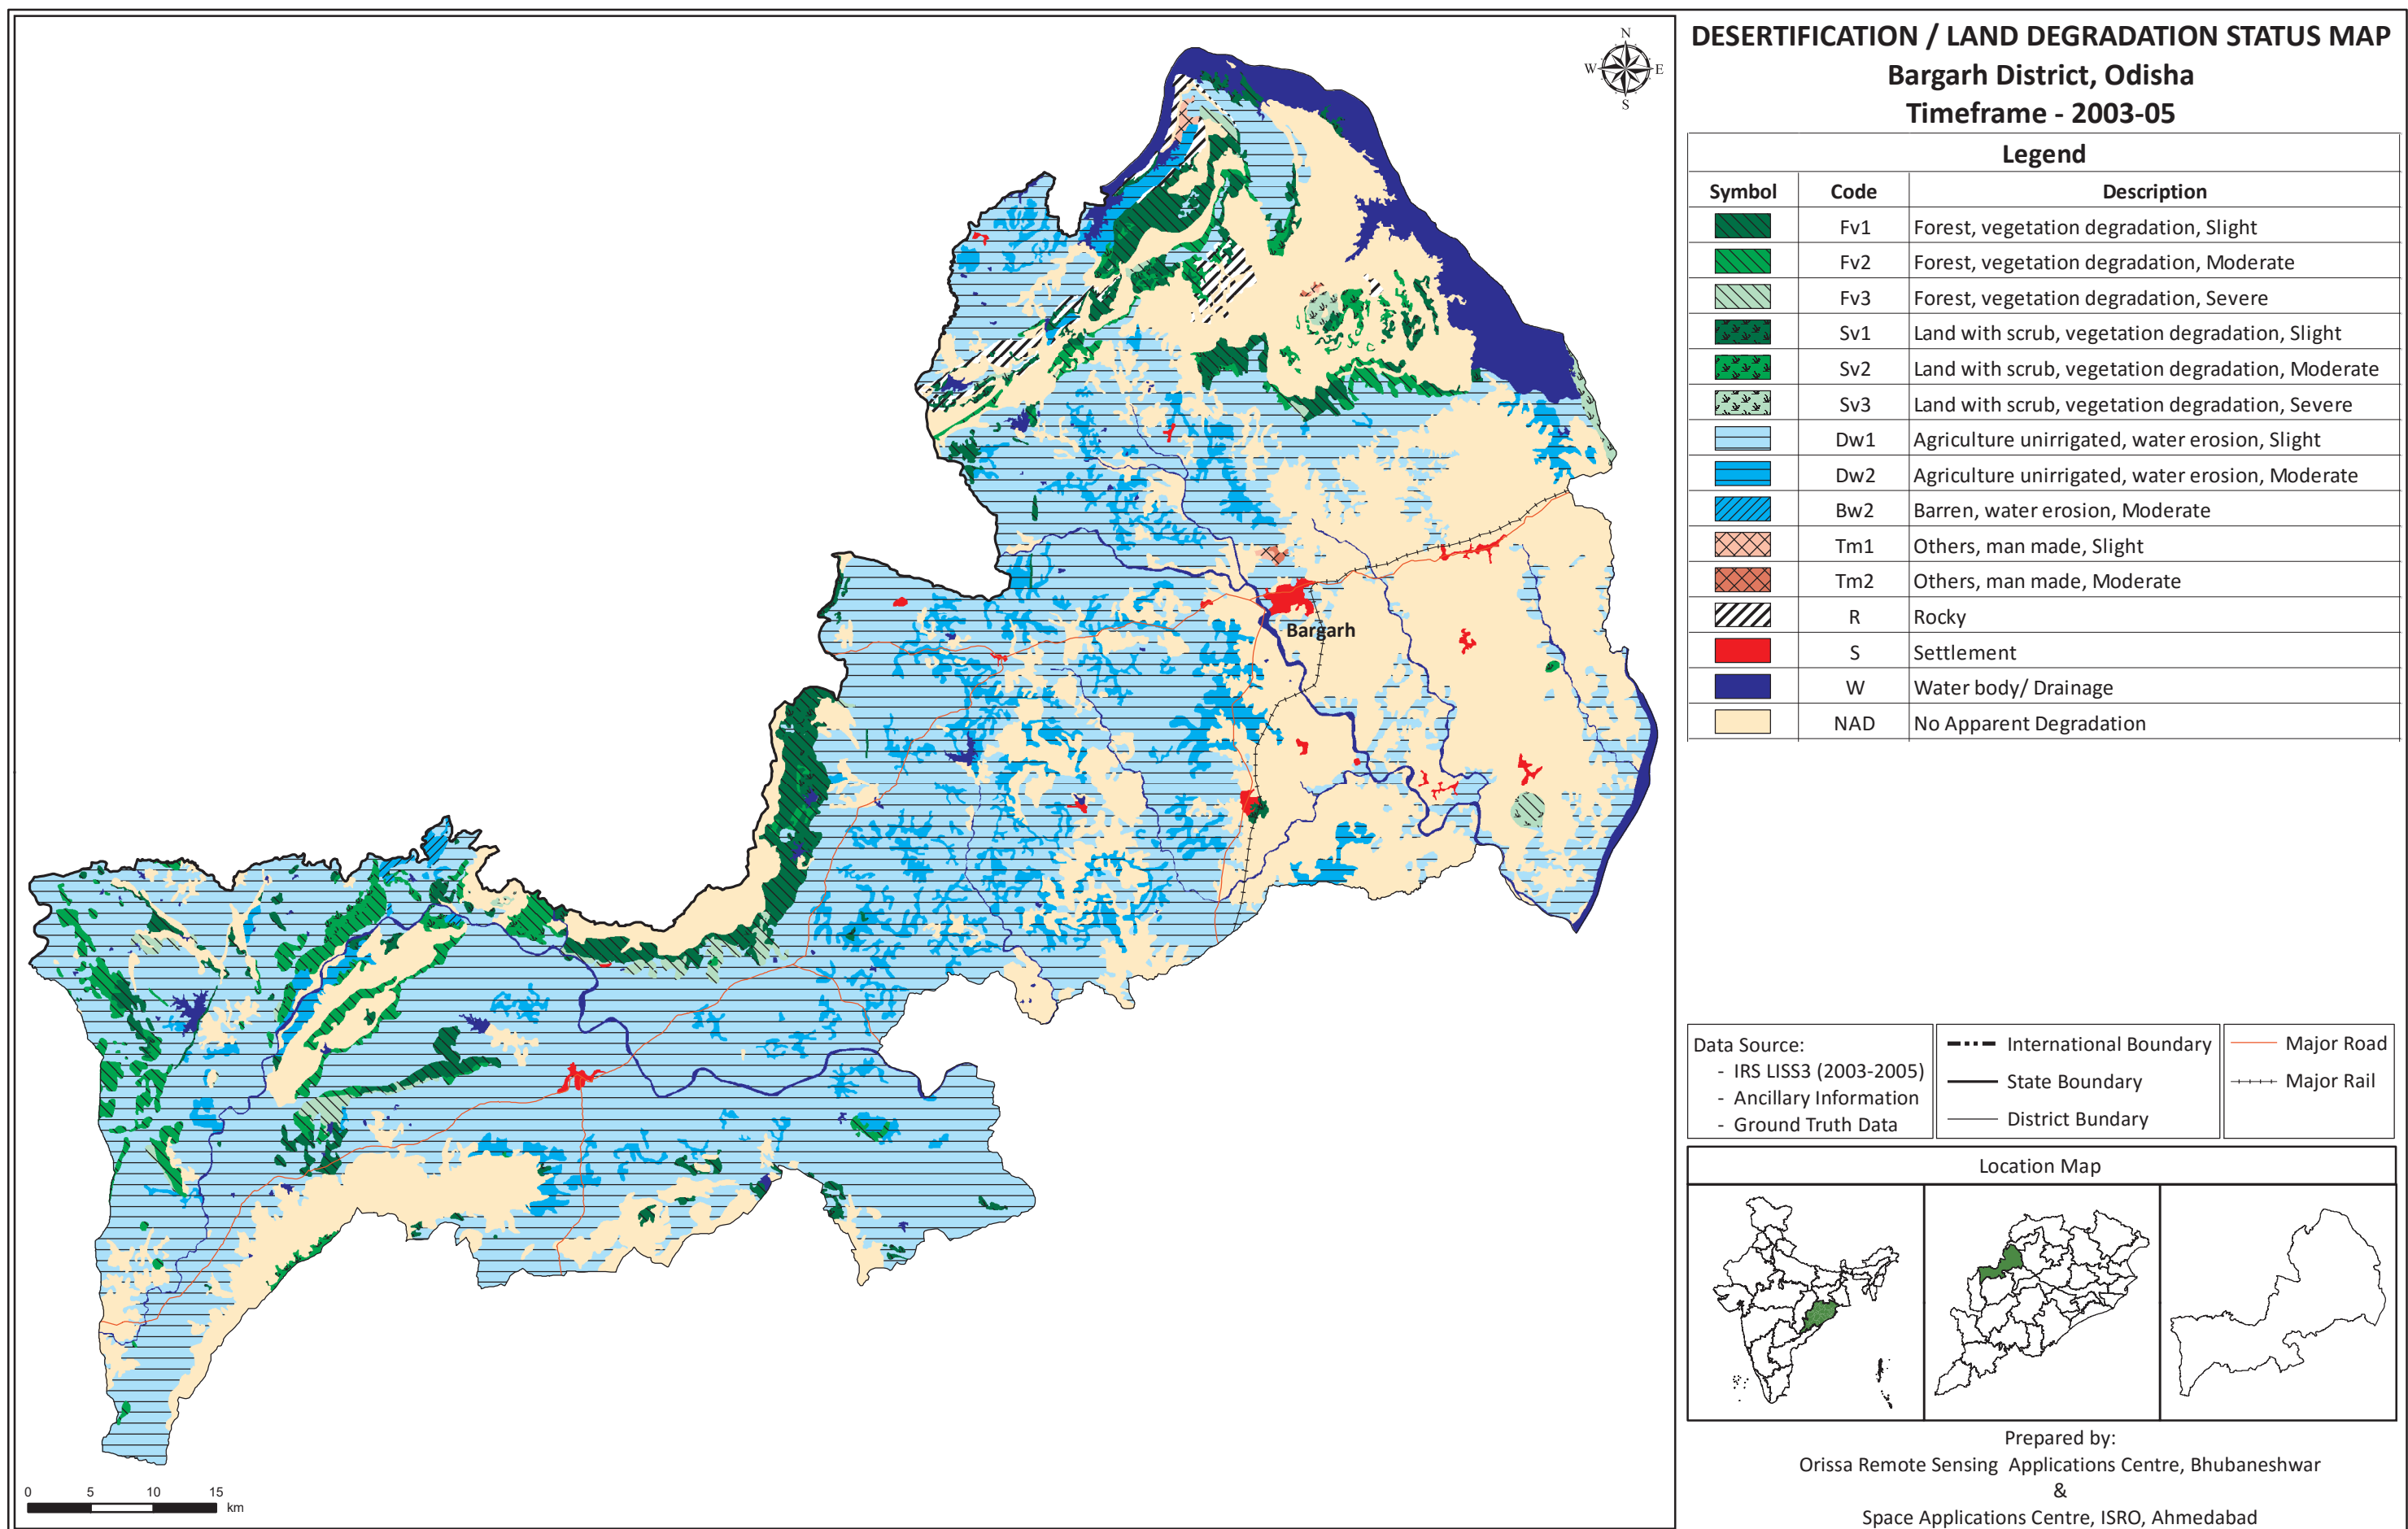 DESERTIFICATION / LAND DEGRADATION STATUS MAP
Bargarh District, Odisha
Timeframe - 2003-05
Legend
Symbol Code Description
Fv1 Forest, vegetation degradation, Slight
Fv2 Forest, vegetation degradation, Moderate
Fv3 Forest, vegetation degradation, Severe
Sv1 Land with scrub, vegetation degradation, Slight
Sv2 Land with scrub, vegetation degradation, Moderate
Sv3 Land with scrub, vegetation degradation, Severe
Dw1 Agriculture unirrigated, water erosion, Slight
Dw2 Agriculture unirrigated, water erosion, Moderate
Bw2 Barren, water erosion, Moderate
Tm1 Others, man made, Slight
Tm2 Others, man made, Moderate
R Rocky
S Settlement
W Water body/ Drainage
NAD No Apparent Degradation
N
W E
S
Bargarh
0 5 10 15
km
Data Source:
- IRS LISS3 (2003-2005)
- Ancillary Information
- Ground Truth Data
International Boundary
State Boundary
District Bundary
Major Road
Major Rail
Location Map
Prepared by:
Orissa Remote Sensing Applications Centre, Bhubaneshwar
&
Space Applications Centre, ISRO, Ahmedabad